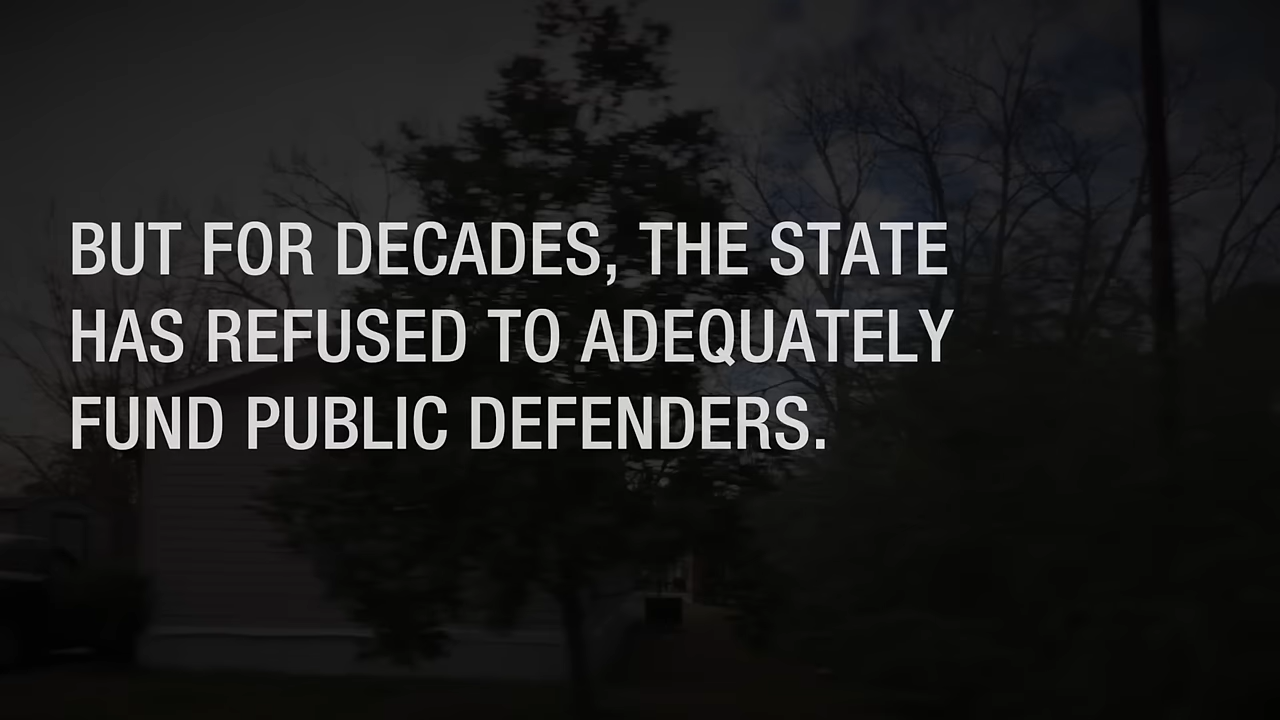 BUT FOR DECADES, THE STATE
HAS REFUSED TO ADEQUATELY
FUND PUBLIC DEFENDERS.